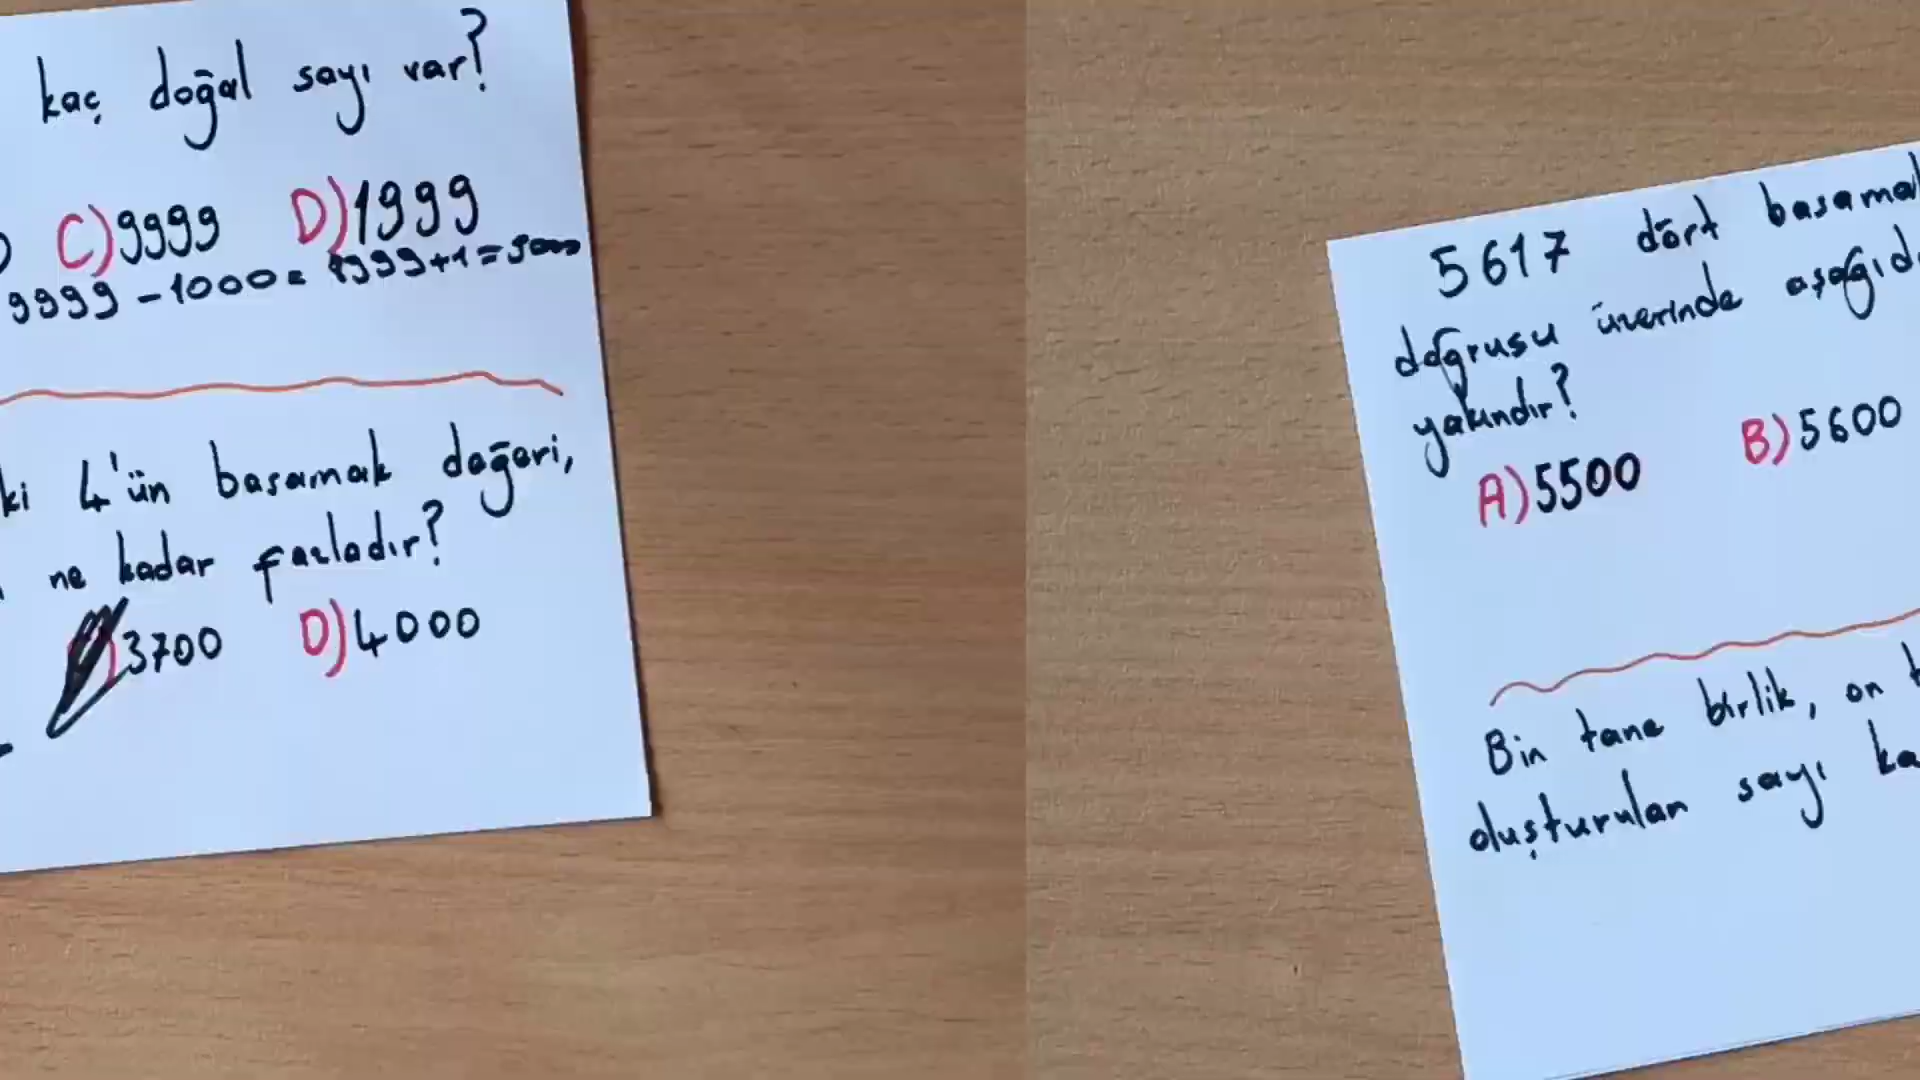 kaç doğal sayı var?
C) 9999 D) 1999
9999 - 1000 = 8999 + 1 = 9000
ki 4'ün basamak değeri,
ne kadar fazladır?
3700 D) 4000
5617 dört basamak
doğrusu üzerinde aşağıd
yakındır?
A) 5500 B) 5600
Bin tane birlik, on t
oluşturulan sayı ka